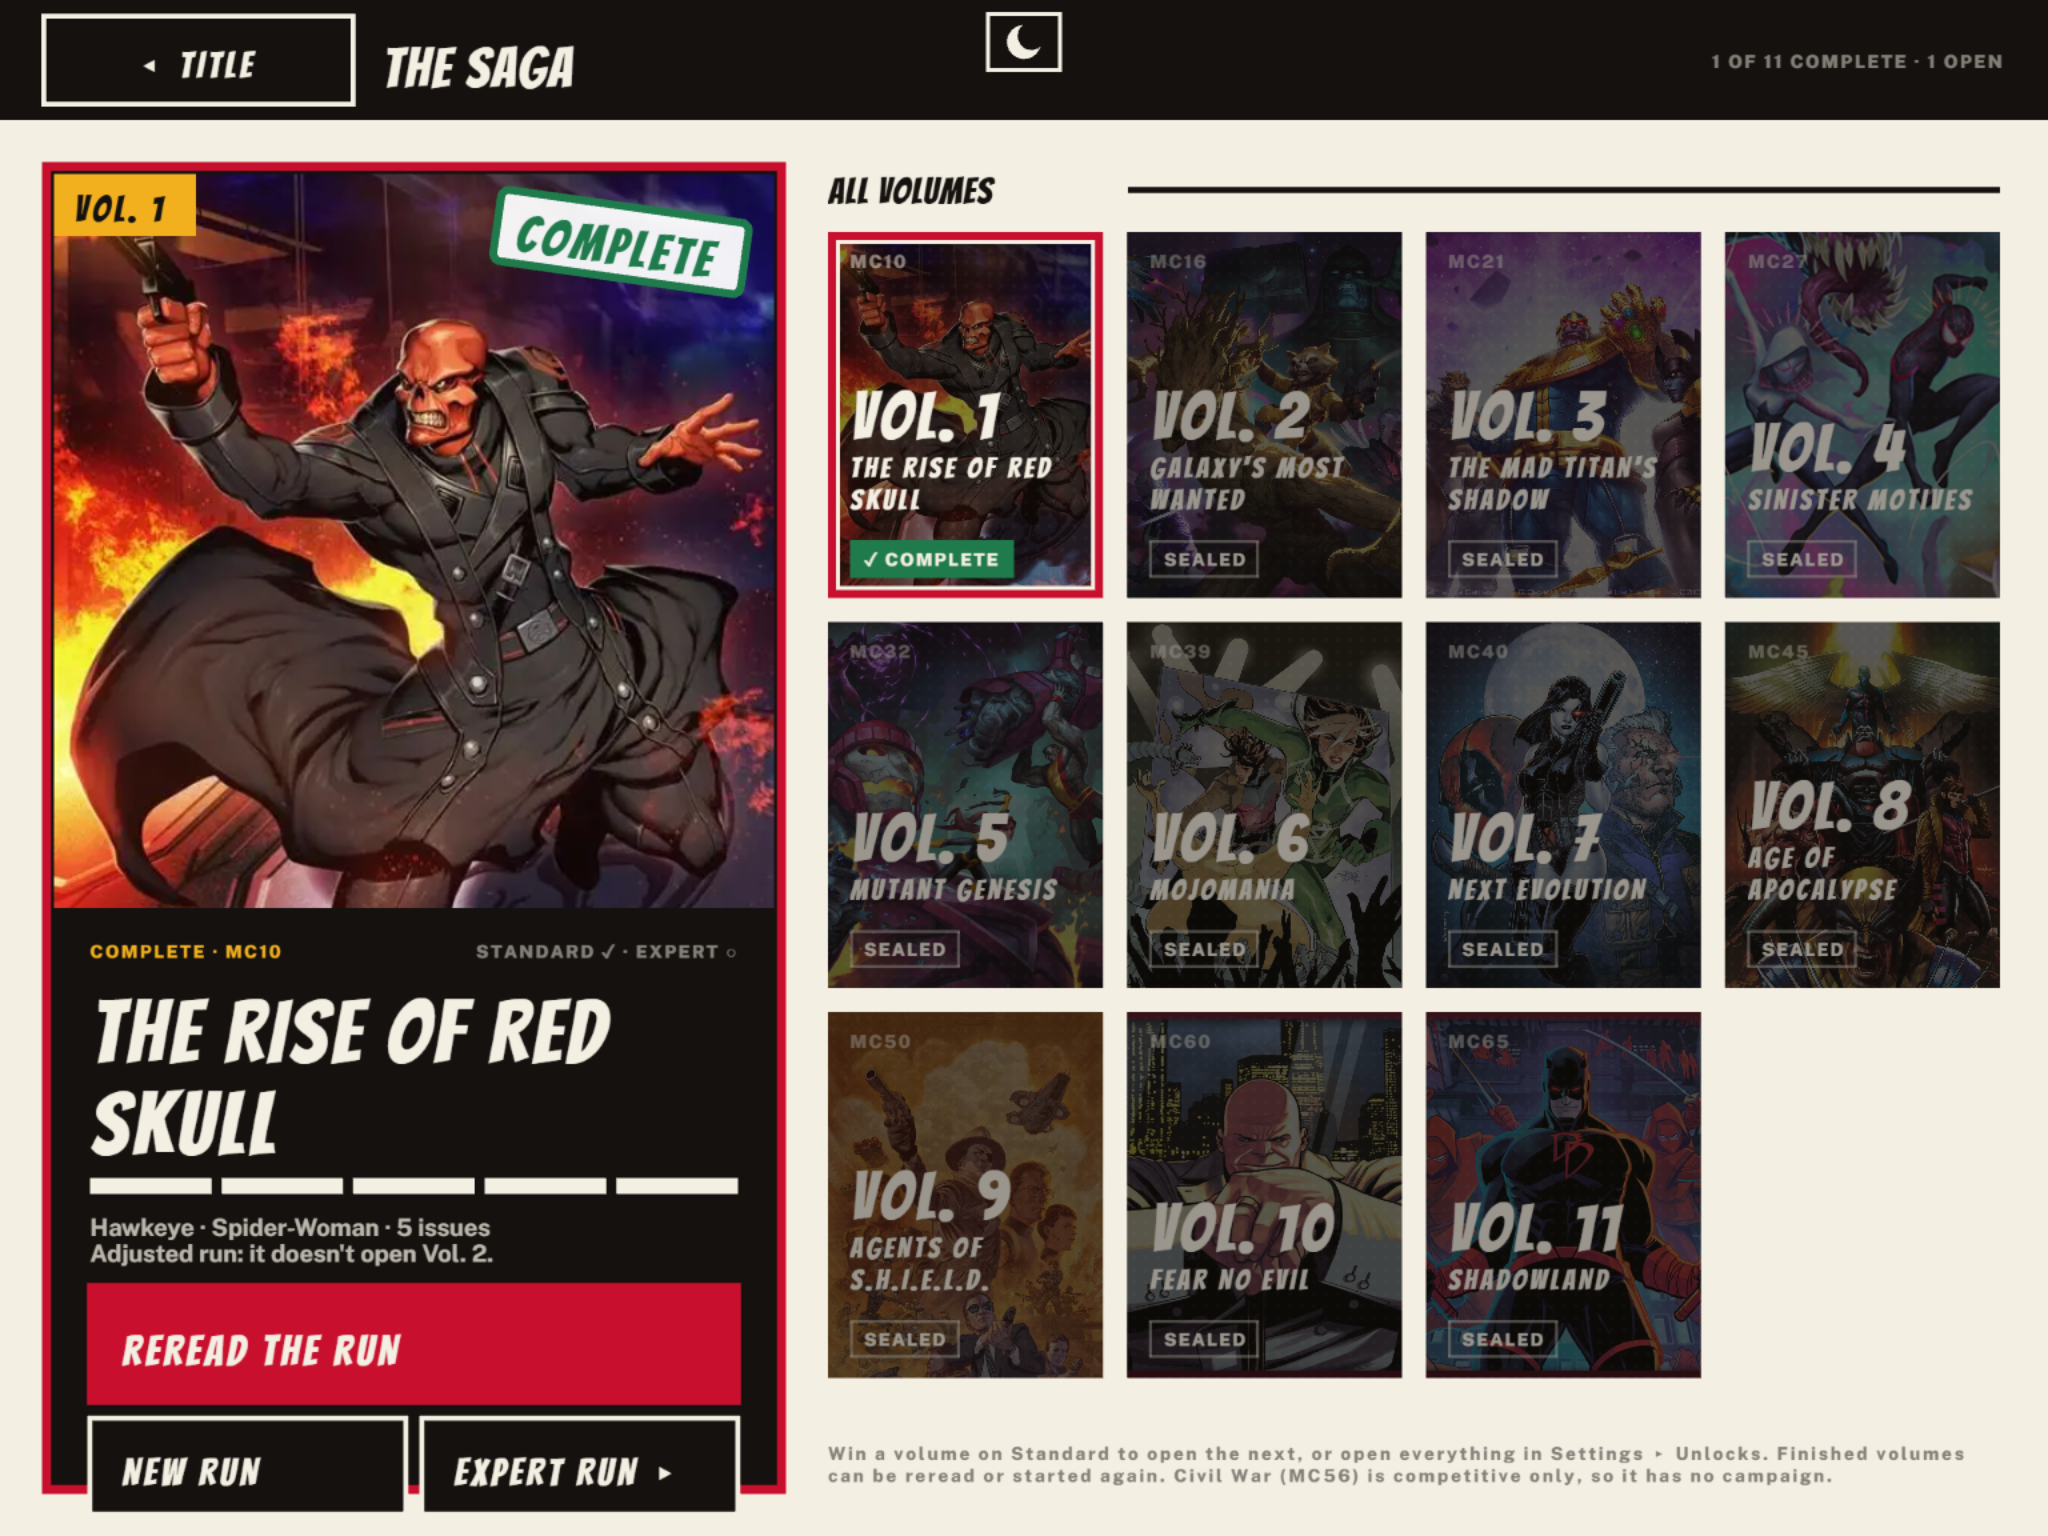 ◂ TITLE
THE SAGA
1 OF 11 COMPLETE · 1 OPEN
VOL. 1
COMPLETE
COMPLETE · MC10
STANDARD ✓ · EXPERT ○
THE RISE OF RED
SKULL
Hawkeye · Spider-Woman · 5 issues
Adjusted run: it doesn't open Vol. 2.
REREAD THE RUN
NEW RUN
EXPERT RUN ▸
ALL VOLUMES
MC10
VOL. 1
THE RISE OF RED
SKULL
✓ COMPLETE
MC16
VOL. 2
GALAXY'S MOST
WANTED
SEALED
MC21
VOL. 3
THE MAD TITAN'S
SHADOW
SEALED
MC27
VOL. 4
SINISTER MOTIVES
SEALED
MC32
VOL. 5
MUTANT GENESIS
SEALED
MC39
VOL. 6
MOJOMANIA
SEALED
MC40
VOL. 7
NEXT EVOLUTION
SEALED
MC45
VOL. 8
AGE OF
APOCALYPSE
SEALED
MC50
VOL. 9
AGENTS OF
S.H.I.E.L.D.
SEALED
MC60
VOL. 10
FEAR NO EVIL
SEALED
MC65
VOL. 11
SHADOWLAND
SEALED
Win a volume on Standard to open the next, or open everything in Settings ▸ Unlocks. Finished volumes
can be reread or started again. Civil War (MC56) is competitive only, so it has no campaign.